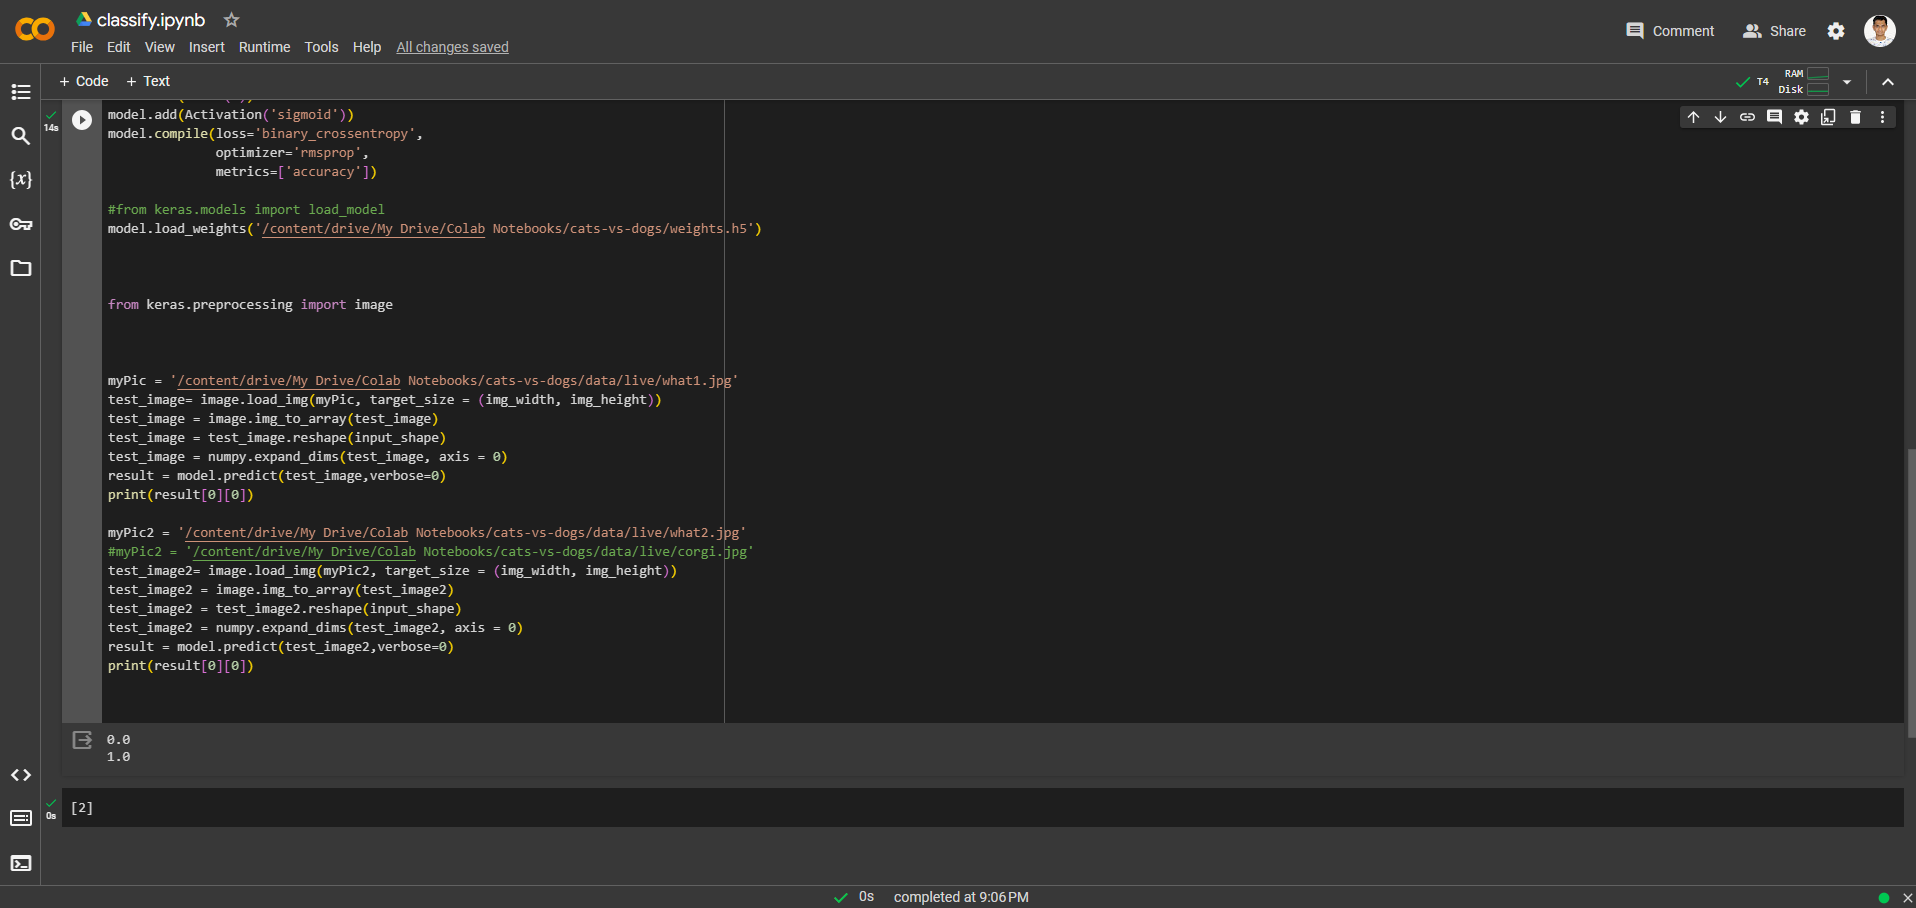 classify.ipynb
File Edit View Insert Runtime Tools Help All changes saved
Comment Share
+ Code + Text
T4 RAM
Disk
14s
model.add(Activation('sigmoid'))
model.compile(loss='binary_crossentropy',
optimizer='rmsprop',
metrics=['accuracy'])
#from keras.models import load_model
model.load_weights('/content/drive/My Drive/Colab Notebooks/cats-vs-dogs/weights.h5')
from keras.preprocessing import image
myPic = '/content/drive/My Drive/Colab Notebooks/cats-vs-dogs/data/live/what1.jpg'
test_image= image.load_img(myPic, target_size = (img_width, img_height))
test_image = image.img_to_array(test_image)
test_image = test_image.reshape(input_shape)
test_image = numpy.expand_dims(test_image, axis = 0)
result = model.predict(test_image,verbose=0)
print(result[0][0])
myPic2 = '/content/drive/My Drive/Colab Notebooks/cats-vs-dogs/data/live/what2.jpg'
#myPic2 = '/content/drive/My Drive/Colab Notebooks/cats-vs-dogs/data/live/corgi.jpg'
test_image2= image.load_img(myPic2, target_size = (img_width, img_height))
test_image2 = image.img_to_array(test_image2)
test_image2 = test_image2.reshape(input_shape)
test_image2 = numpy.expand_dims(test_image2, axis = 0)
result = model.predict(test_image2,verbose=0)
print(result[0][0])
0.0
1.0
0s
[2]
0s completed at 9:06 PM